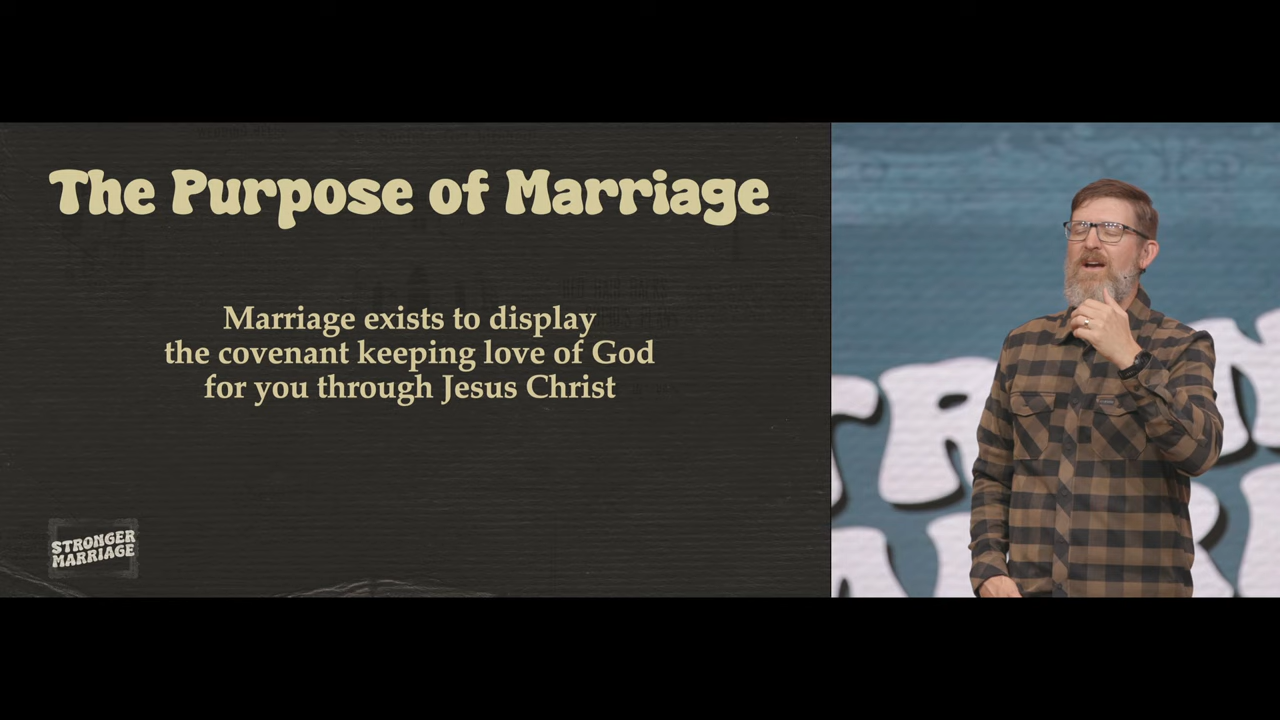 The Purpose of Marriage
Marriage exists to display
the covenant keeping love of God
for you through Jesus Christ
STRONGER
MARRIAGE